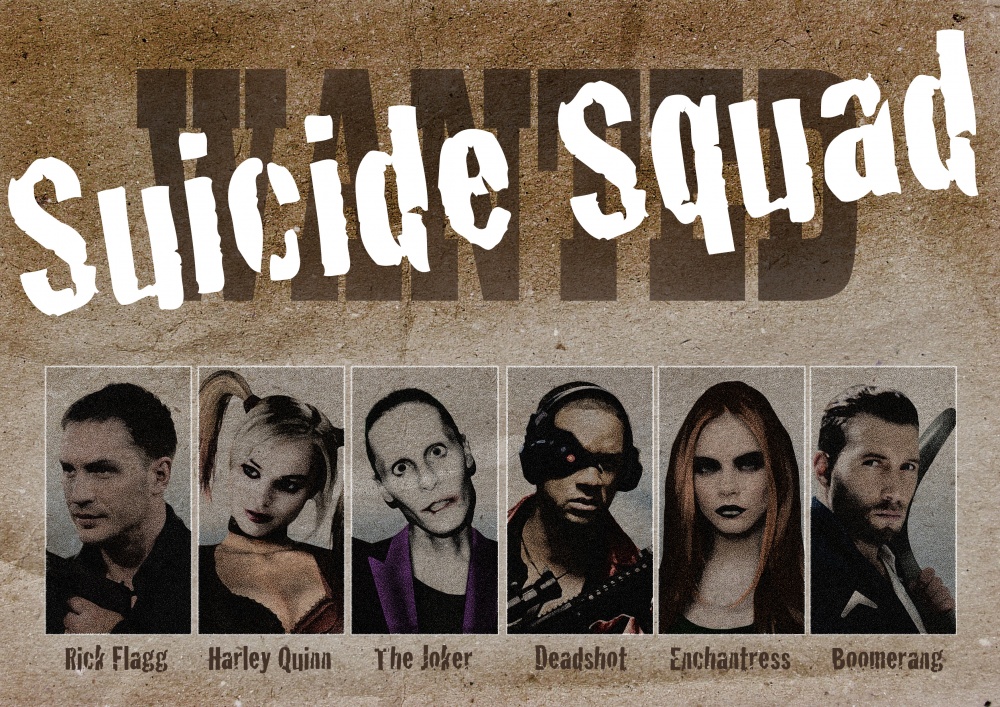 WANTED
Suicide Squad
Rick Flagg
Harley Quinn
The Joker
Deadshot
Enchantress
Boomerang